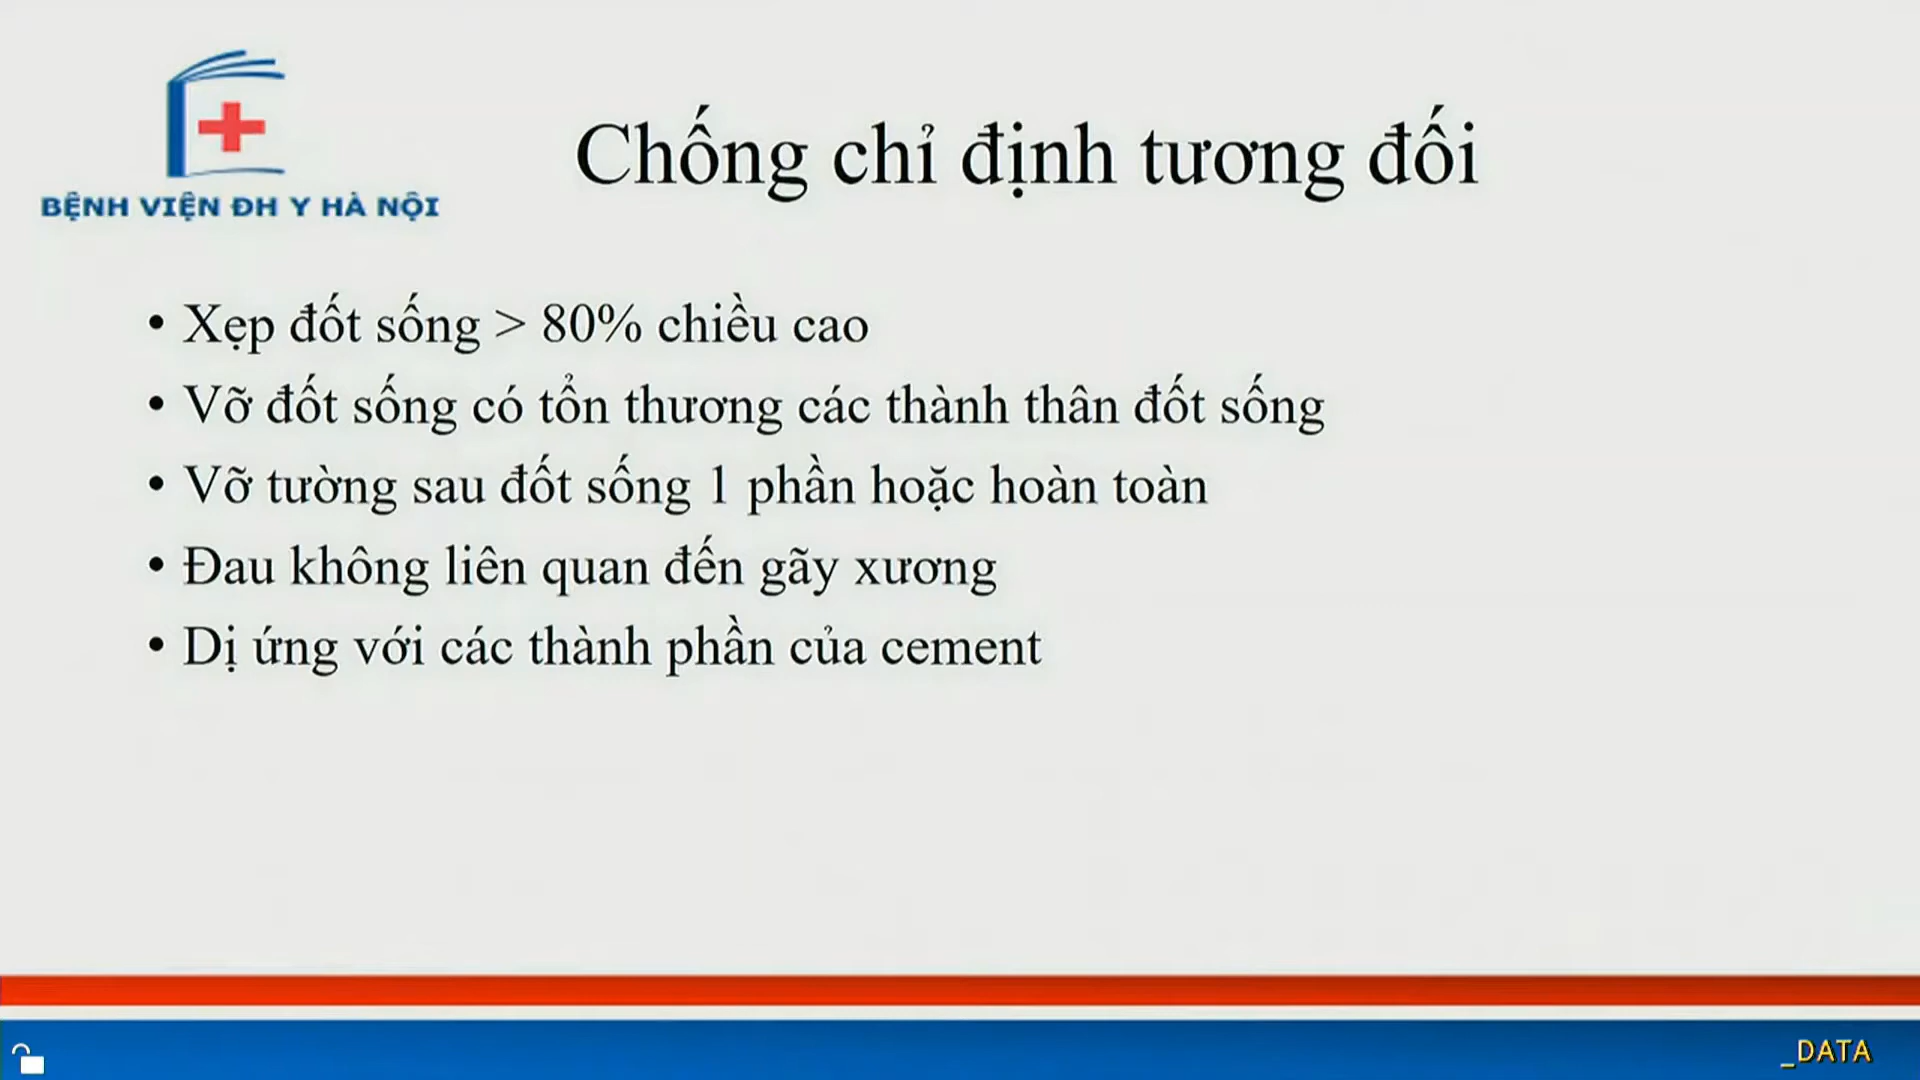 BỆNH VIỆN ĐH Y HÀ NỘI
Chống chỉ định tương đối
• Xẹp đốt sống > 80% chiều cao
• Vỡ đốt sống có tổn thương các thành thân đốt sống
• Vỡ tường sau đốt sống 1 phần hoặc hoàn toàn
• Đau không liên quan đến gãy xương
• Dị ứng với các thành phần của cement
_DATA